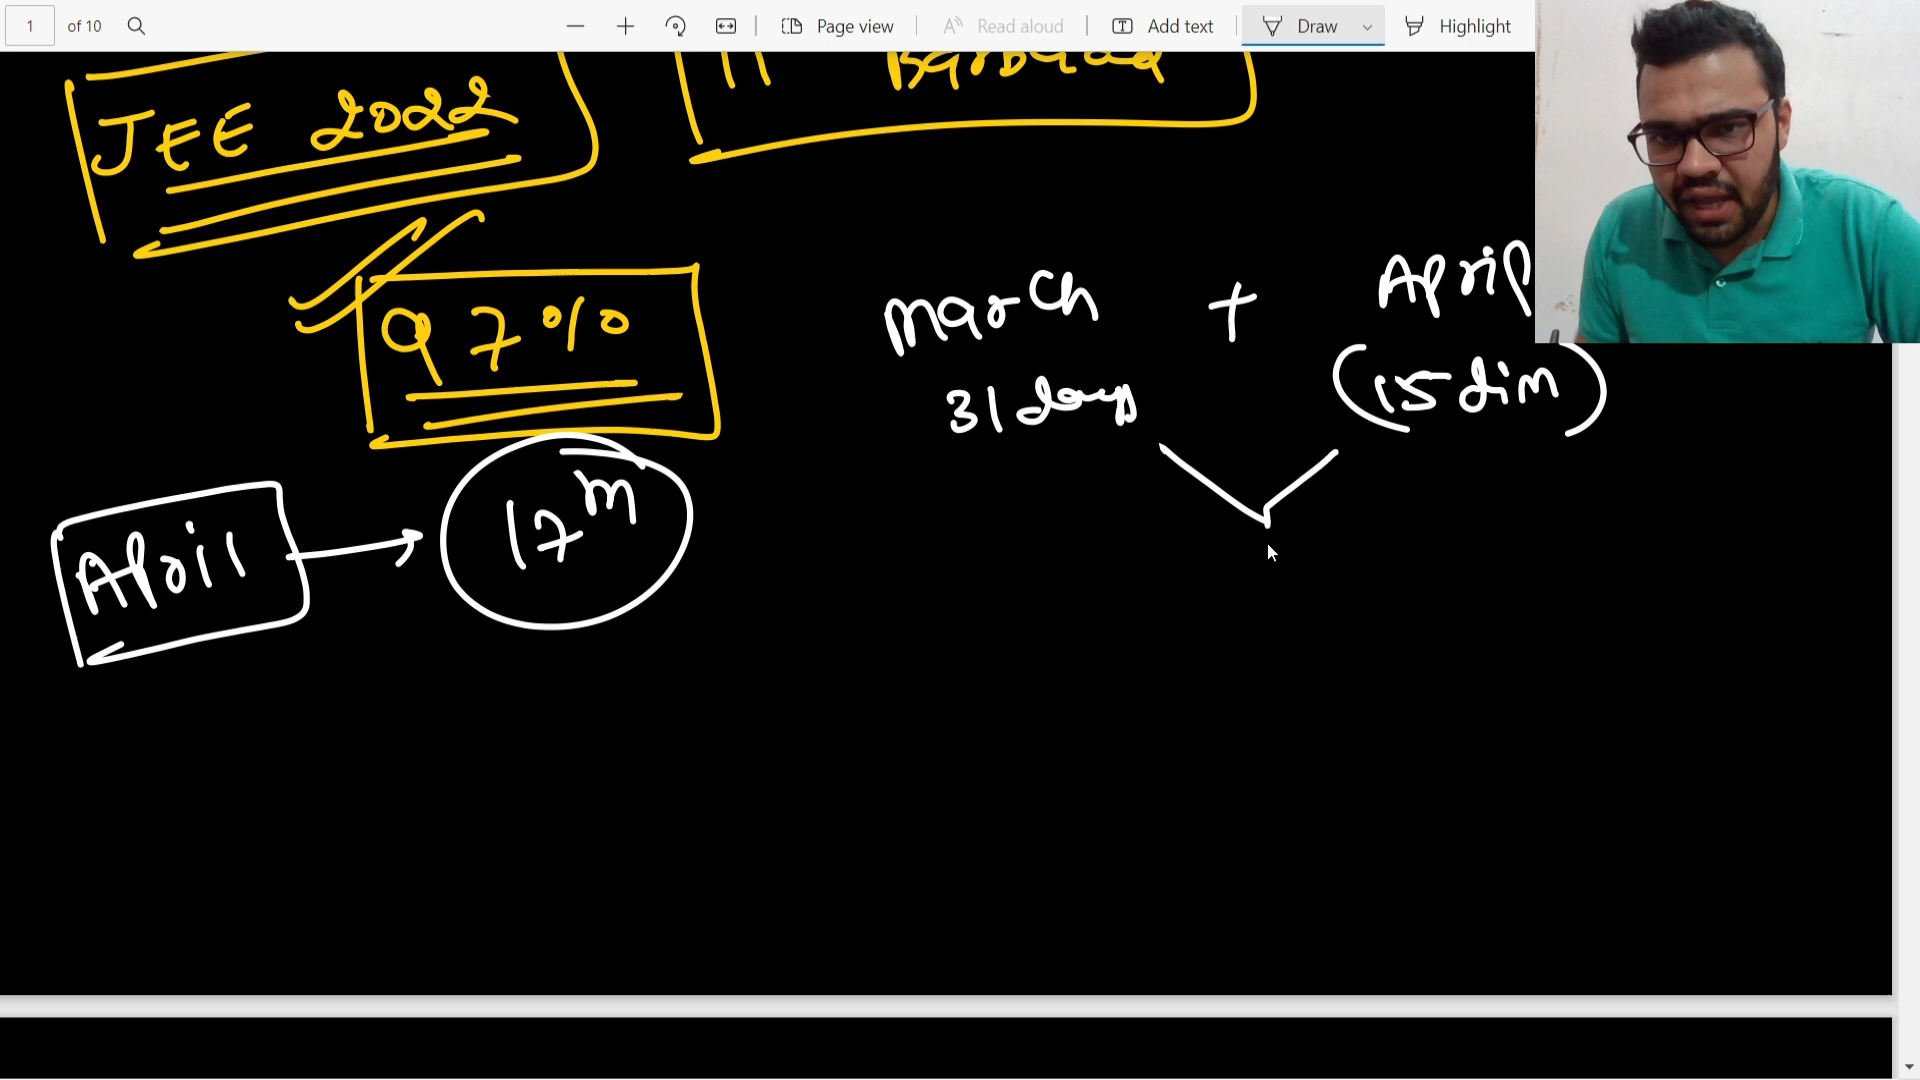 1 of 10 Page view Read aloud Add text Draw Highlight
JEE 2022
97%
March + April
31 days (15 din)
April → 17